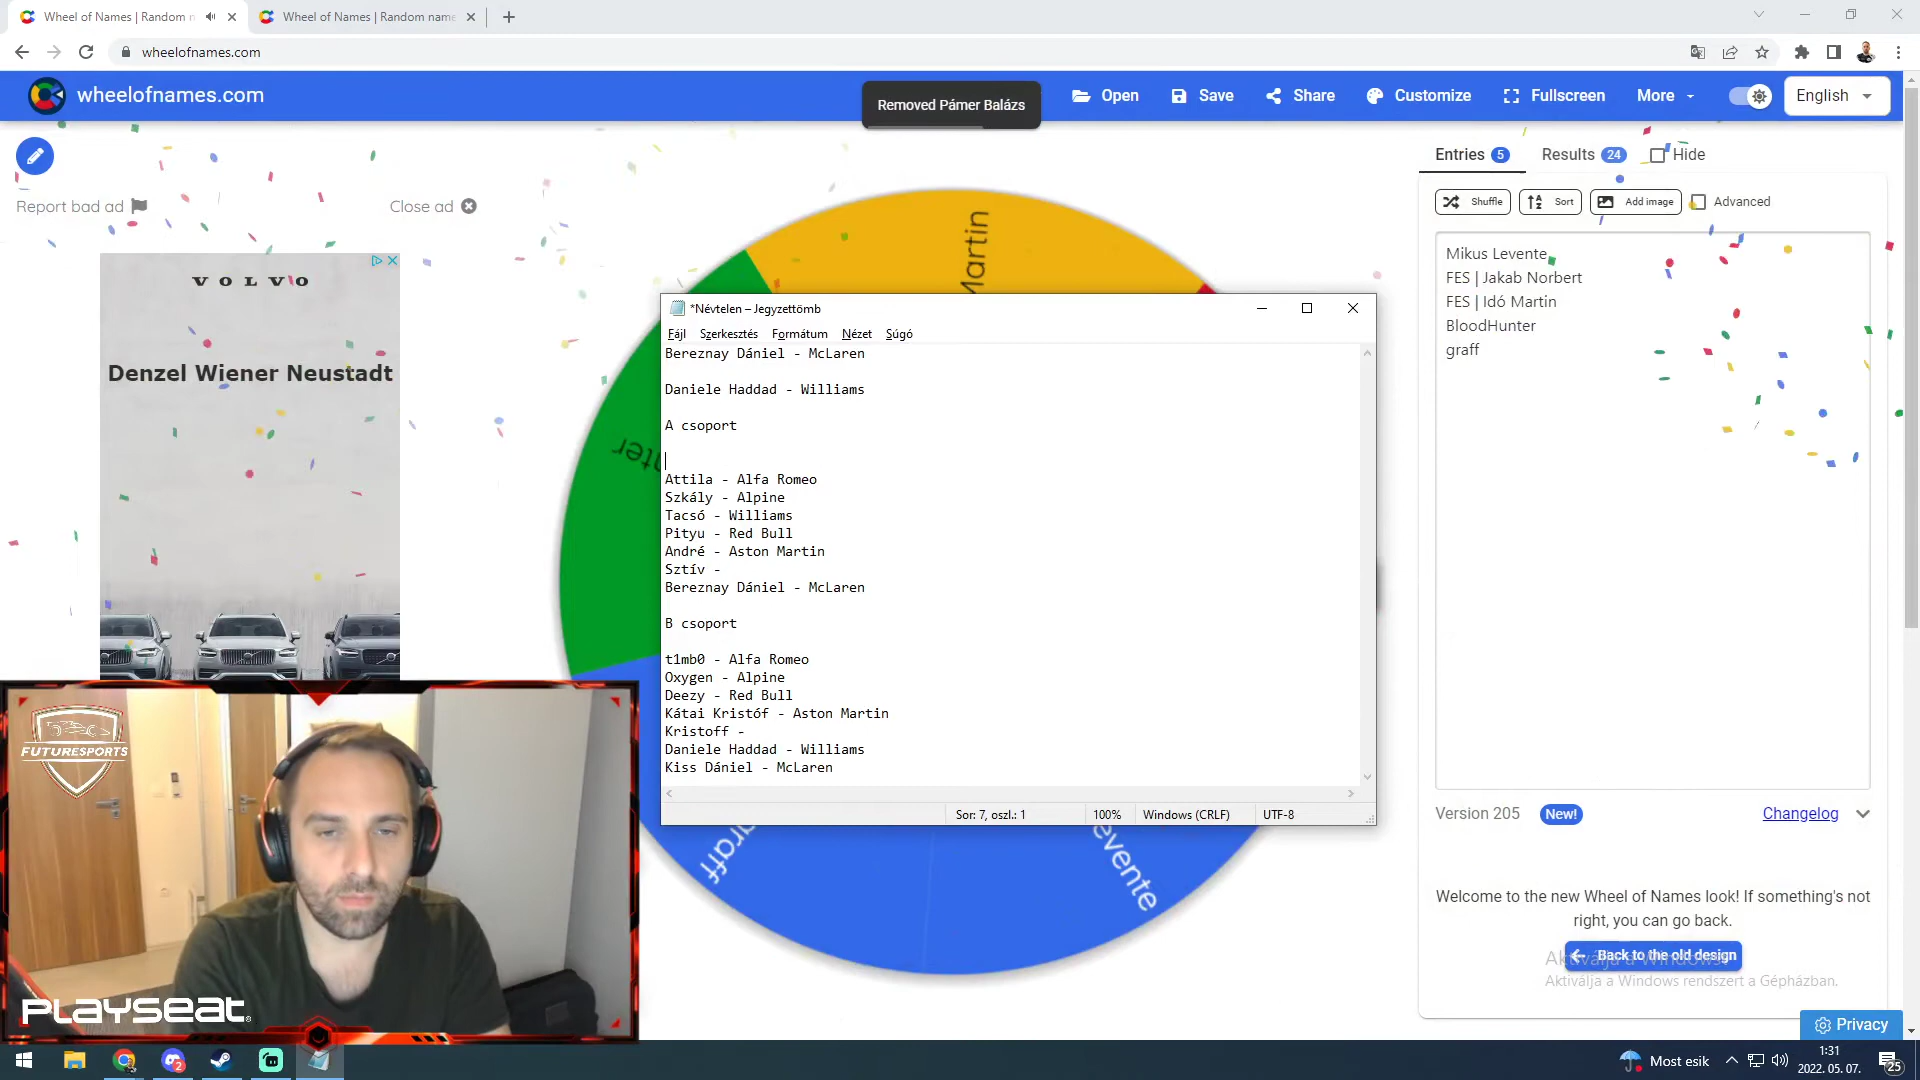 Wheel of Names | Random n
Wheel of Names | Random name
wheelofnames.com
wheelofnames.com
Removed Pámer Balázs
Open
Save
Share
Customize
Fullscreen
More
English
Entries 5
Results 24
Hide
Report bad ad
Close ad
Shuffle
Sort
Add image
Advanced
VOLVO
Denzel Wiener Neustadt
Mikus Levente
FES | Jakab Norbert
FES | Idó Martin
BloodHunter
graff
Martin
nter
graff
evente
*Névtelen – Jegyzettömb
Fájl
Szerkesztés
Formátum
Nézet
Súgó
Bereznay Dániel - McLaren
Daniele Haddad - Williams
A csoport
Attila - Alfa Romeo
Szkály - Alpine
Tacsó - Williams
Pityu - Red Bull
André - Aston Martin
Sztív -
Bereznay Dániel - McLaren
B csoport
t1mb0 - Alfa Romeo
Oxygen - Alpine
Deezy - Red Bull
Kátai Kristóf - Aston Martin
Kristoff -
Daniele Haddad - Williams
Kiss Dániel - McLaren
Sor: 7, oszl.: 1
100%
Windows (CRLF)
UTF-8
Version 205
New!
Changelog
Welcome to the new Wheel of Names look! If something's not
right, you can go back.
Back to the old design
Aktiválja a Windows
Aktiválja a Windows rendszert a Gépházban.
Privacy
FUTURESPORTS
PLAYSEAT®
2
Most esik
1:31
2022. 05. 07.
25